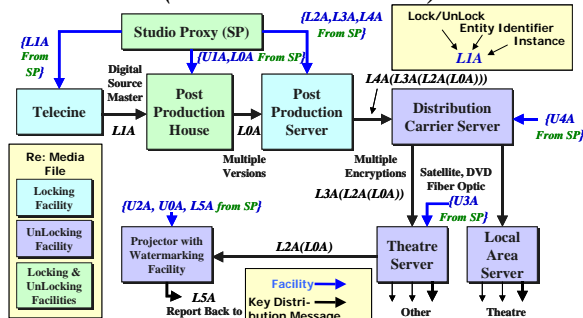 Studio Proxy (SP)
{L2A,L3A,L4A
From SP}
Lock/UnLock
Entity Identifier
Instance
L1A
{L1A
From
SP}
{U1A,L0A From SP}
L4A(L3A(L2A(L0A)))
Digital
Source
Master
Telecine
L1A
Post
Production
House
L0A
Post
Production
Server
Distribution
Carrier Server
{U4A
From SP}
Multiple
Versions
Multiple
Encryptions
Satellite, DVD
Fiber Optic
L3A(L2A(L0A))
Re: Media
File
Locking
Facility
UnLocking
Facility
Locking &
UnLocking
Facilities
{U2A, U0A, L5A from SP}
{U3A
From SP}
Projector with
Watermarking
Facility
L2A(L0A)
Theatre
Server
Local
Area
Server
L5A
Report Back to
Facility
Key Distri-
bution Message
Other
Theatre